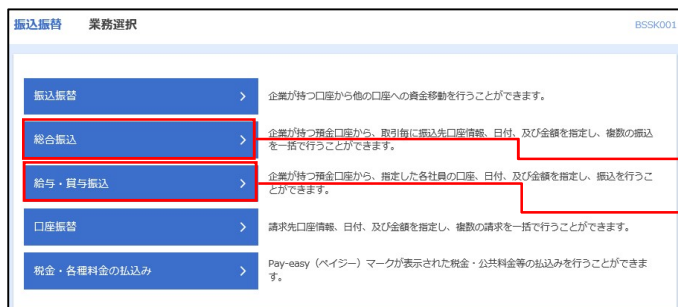 振込振替 業務選択 BSSK001
振込振替 企業が持つ口座から他の口座への資金移動を行うことができます。
総合振込 企業が持つ預金口座から、取引毎に振込先口座情報、日付、及び金額を指定し、複数の振込
を一括で行うことができます。
給与・賞与振込 企業が持つ預金口座から、指定した各社員の口座、日付、及び金額を指定し、振込を行うこ
とができます。
口座振替 請求先口座情報、日付、及び金額を指定し、複数の請求を一括で行うことができます。
税金・各種料金の払込み Pay-easy（ペイジー）マークが表示された税金・公共料金等の払込みを行うことができま
す。